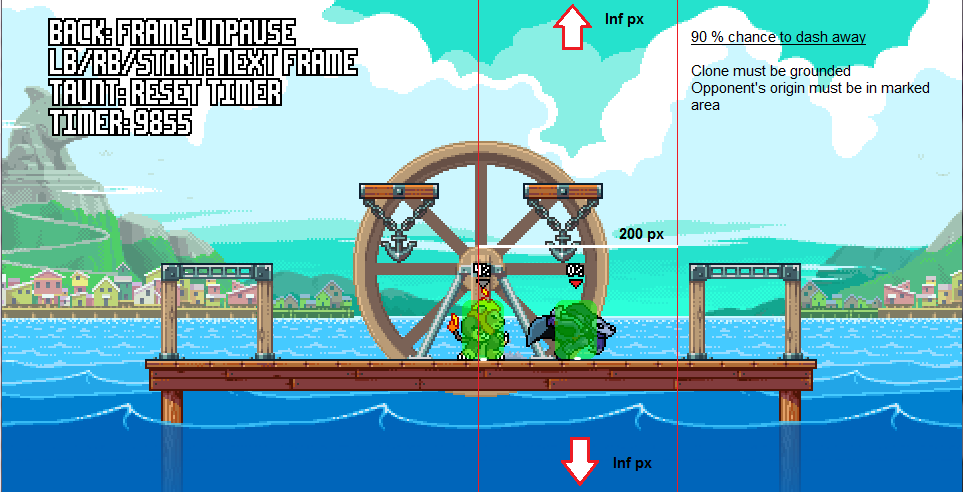 BACK: FRAME UNPAUSE
LB/RB/START: NEXT FRAME
TAUNT: RESET TIMER
TIMER: 9855
Inf px
90 % chance to dash away
Clone must be grounded
Opponent's origin must be in marked
area
200 px
Inf px